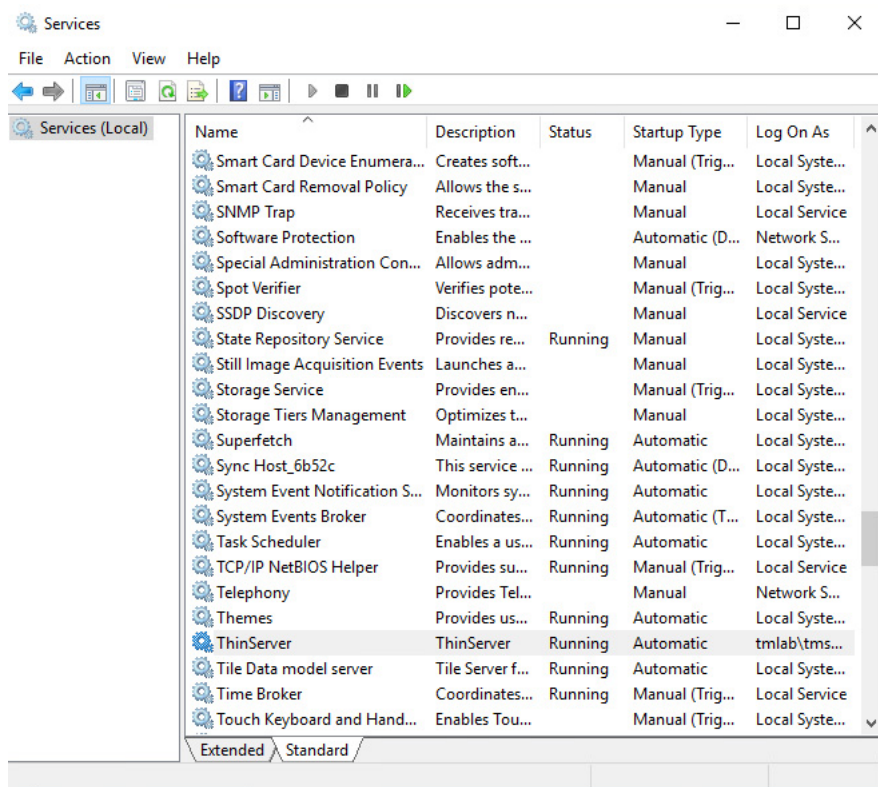 Services
File Action View Help
Services (Local)
Name Description Status Startup Type Log On As
Smart Card Device Enumera... Creates soft... Manual (Trig... Local Syste...
Smart Card Removal Policy Allows the s... Manual Local Syste...
SNMP Trap Receives tra... Manual Local Service
Software Protection Enables the ... Automatic (D... Network S...
Special Administration Con... Allows adm... Manual Local Syste...
Spot Verifier Verifies pote... Manual (Trig... Local Syste...
SSDP Discovery Discovers n... Manual Local Service
State Repository Service Provides re... Running Manual Local Syste...
Still Image Acquisition Events Launches a... Manual Local Syste...
Storage Service Provides en... Manual (Trig... Local Syste...
Storage Tiers Management Optimizes t... Manual Local Syste...
Superfetch Maintains a... Running Automatic Local Syste...
Sync Host_6b52c This service ... Running Automatic (D... Local Syste...
System Event Notification S... Monitors sy... Running Automatic Local Syste...
System Events Broker Coordinates... Running Automatic (T... Local Syste...
Task Scheduler Enables a us... Running Automatic Local Syste...
TCP/IP NetBIOS Helper Provides su... Running Manual (Trig... Local Service
Telephony Provides Tel... Manual Network S...
Themes Provides us... Running Automatic Local Syste...
ThinServer ThinServer Running Automatic tmlab\tms...
Tile Data model server Tile Server f... Running Automatic Local Syste...
Time Broker Coordinates... Running Manual (Trig... Local Service
Touch Keyboard and Hand... Enables Tou... Manual (Trig... Local Syste...
Extended Standard